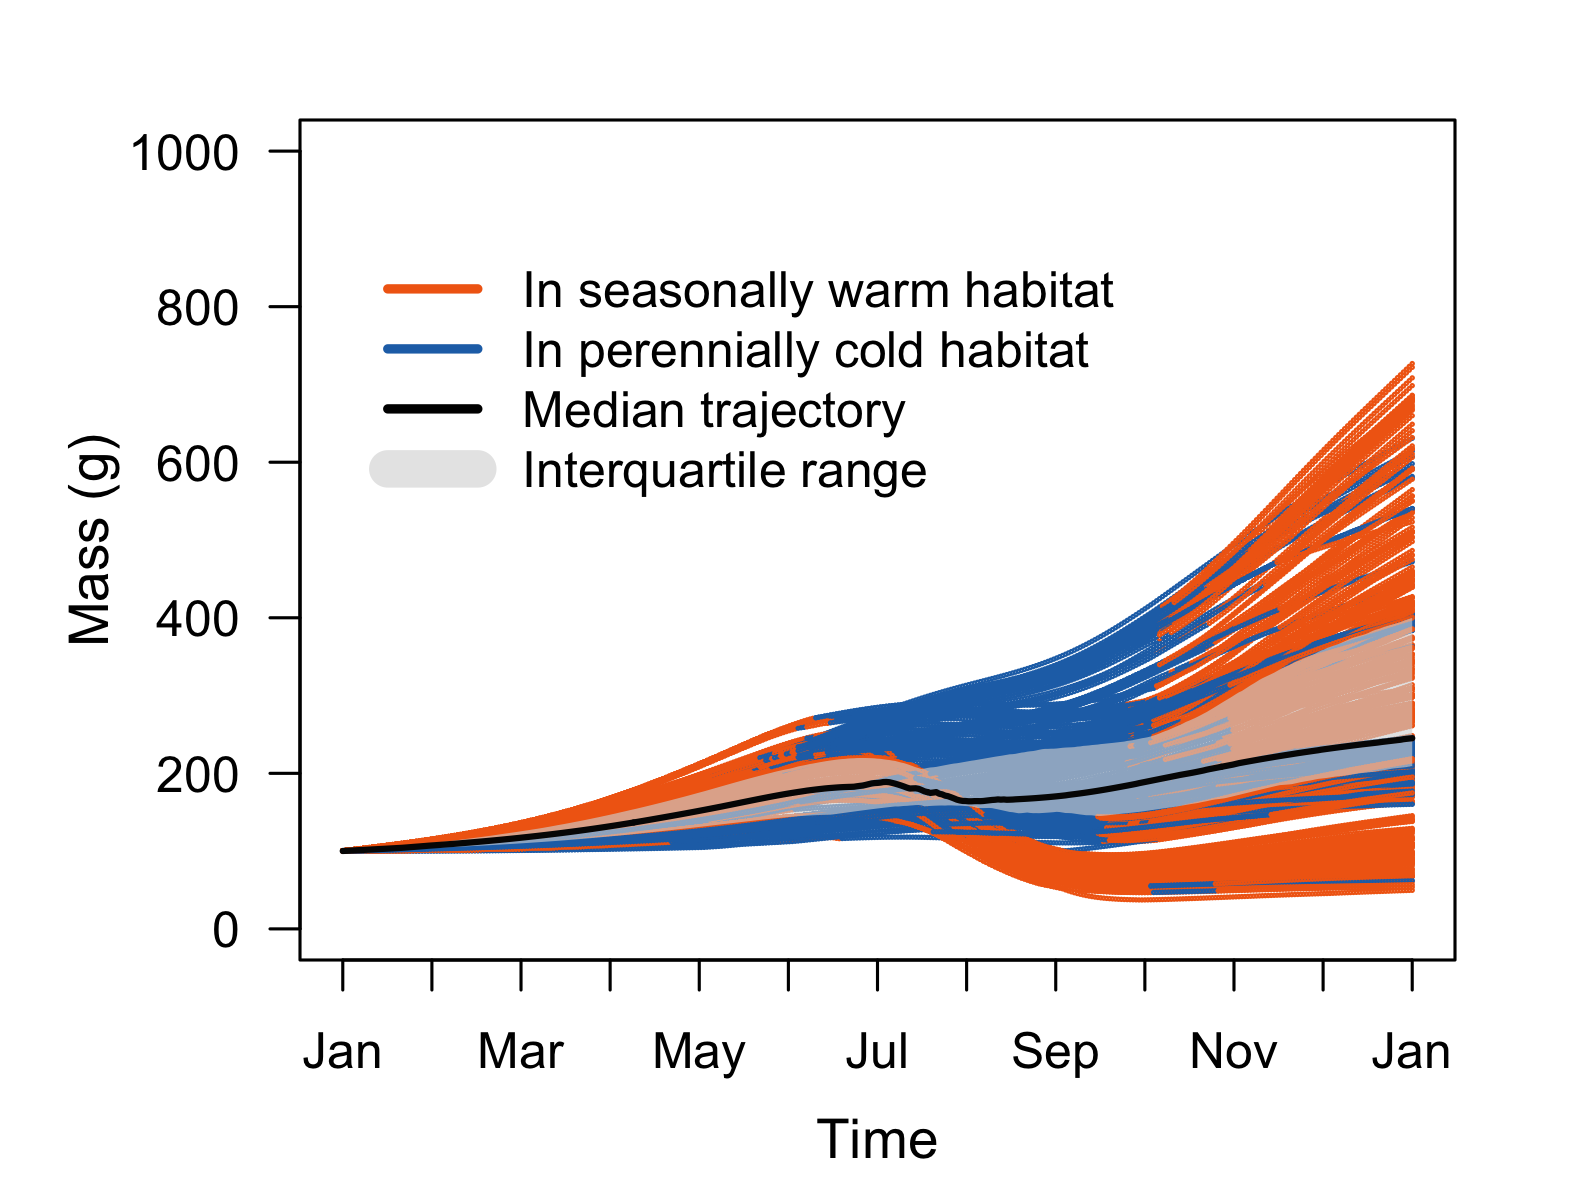 1000
800
600
400
200
0
Mass (g)
In seasonally warm habitat
In perennially cold habitat
Median trajectory
Interquartile range
Jan Mar May Jul Sep Nov Jan
Time